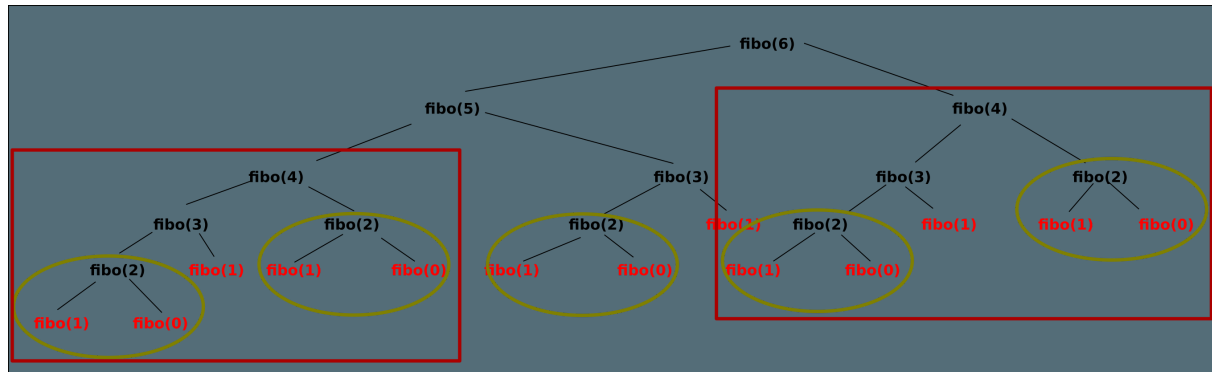 fibo(6)
fibo(5) fibo(4)
fibo(4) fibo(3) fibo(3) fibo(2)
fibo(3) fibo(2) fibo(2) fibo(1) fibo(2) fibo(1) fibo(1) fibo(0)
fibo(2) fibo(1) fibo(1) fibo(0) fibo(1) fibo(0) fibo(1) fibo(0)
fibo(1) fibo(0)